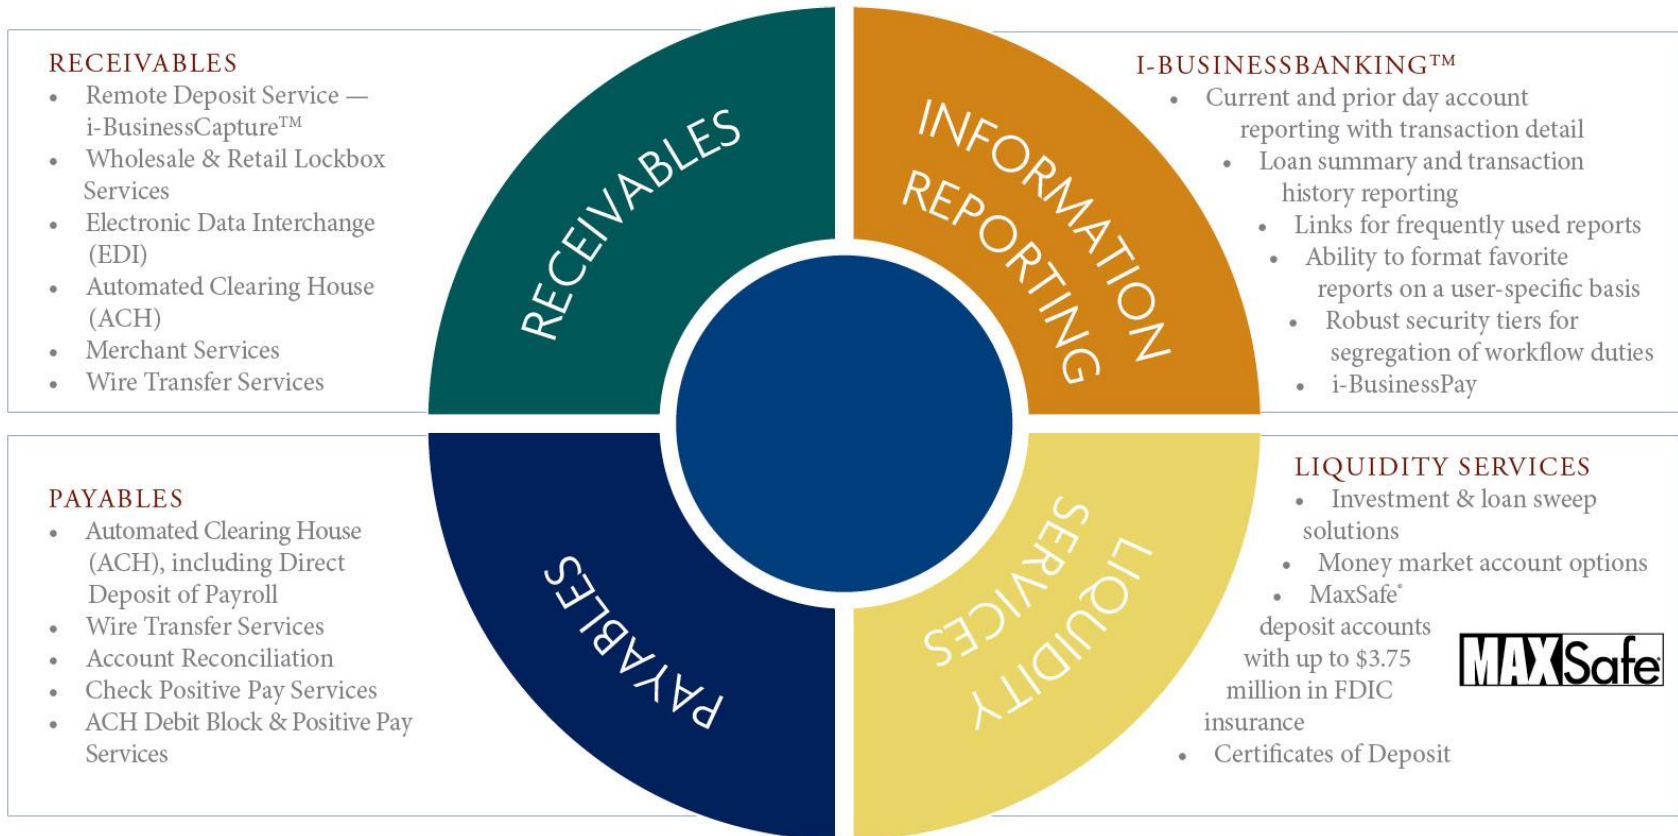 RECEIVABLES
• Remote Deposit Service —
i-BusinessCapture™
• Wholesale & Retail Lockbox
Services
• Electronic Data Interchange
(EDI)
• Automated Clearing House
(ACH)
• Merchant Services
• Wire Transfer Services
RECEIVABLES
INFORMATION
REPORTING
I-BUSINESSBANKING™
• Current and prior day account
reporting with transaction detail
• Loan summary and transaction
history reporting
• Links for frequently used reports
• Ability to format favorite
reports on a user-specific basis
• Robust security tiers for
segregation of workflow duties
• i-BusinessPay
PAYABLES
• Automated Clearing House
(ACH), including Direct
Deposit of Payroll
• Wire Transfer Services
• Account Reconciliation
• Check Positive Pay Services
• ACH Debit Block & Positive Pay
Services
PAYABLES
LIQUIDITY
SERVICES
LIQUIDITY SERVICES
• Investment & loan sweep
solutions
• Money market account options
• MaxSafe®
deposit accounts
with up to $3.75
million in FDIC
insurance
• Certificates of Deposit
MAXSafe®